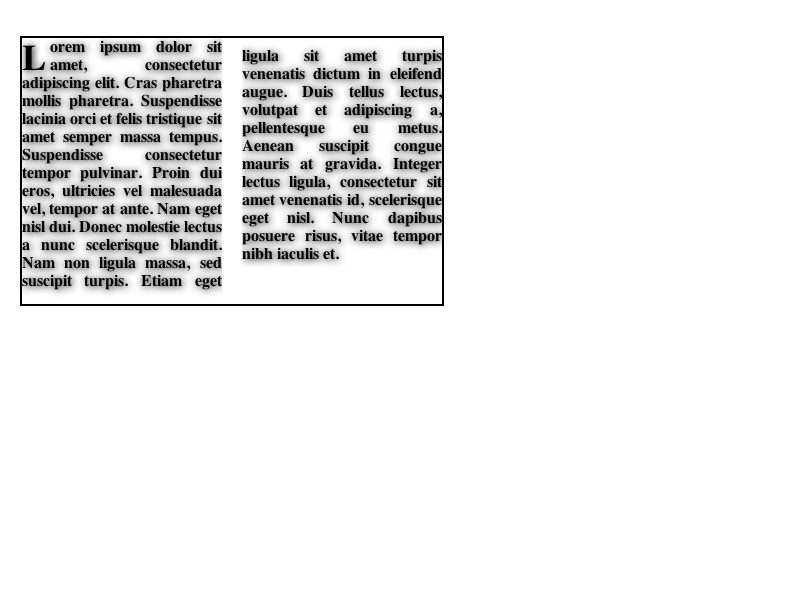 Lorem ipsum dolor sit
amet, consectetur
adipiscing elit. Cras pharetra
mollis pharetra. Suspendisse
lacinia orci et felis tristique sit
amet semper massa tempus.
Suspendisse consectetur
tempor pulvinar. Proin dui
eros, ultricies vel malesuada
vel, tempor at ante. Nam eget
nisl dui. Donec molestie lectus
a nunc scelerisque blandit.
Nam non ligula massa, sed
suscipit turpis. Etiam eget
ligula sit amet turpis
venenatis dictum in eleifend
augue. Duis tellus lectus,
volutpat et adipiscing a,
pellentesque eu metus.
Aenean suscipit congue
mauris at gravida. Integer
lectus ligula, consectetur sit
amet venenatis id, scelerisque
eget nisl. Nunc dapibus
posuere risus, vitae tempor
nibh iaculis et.